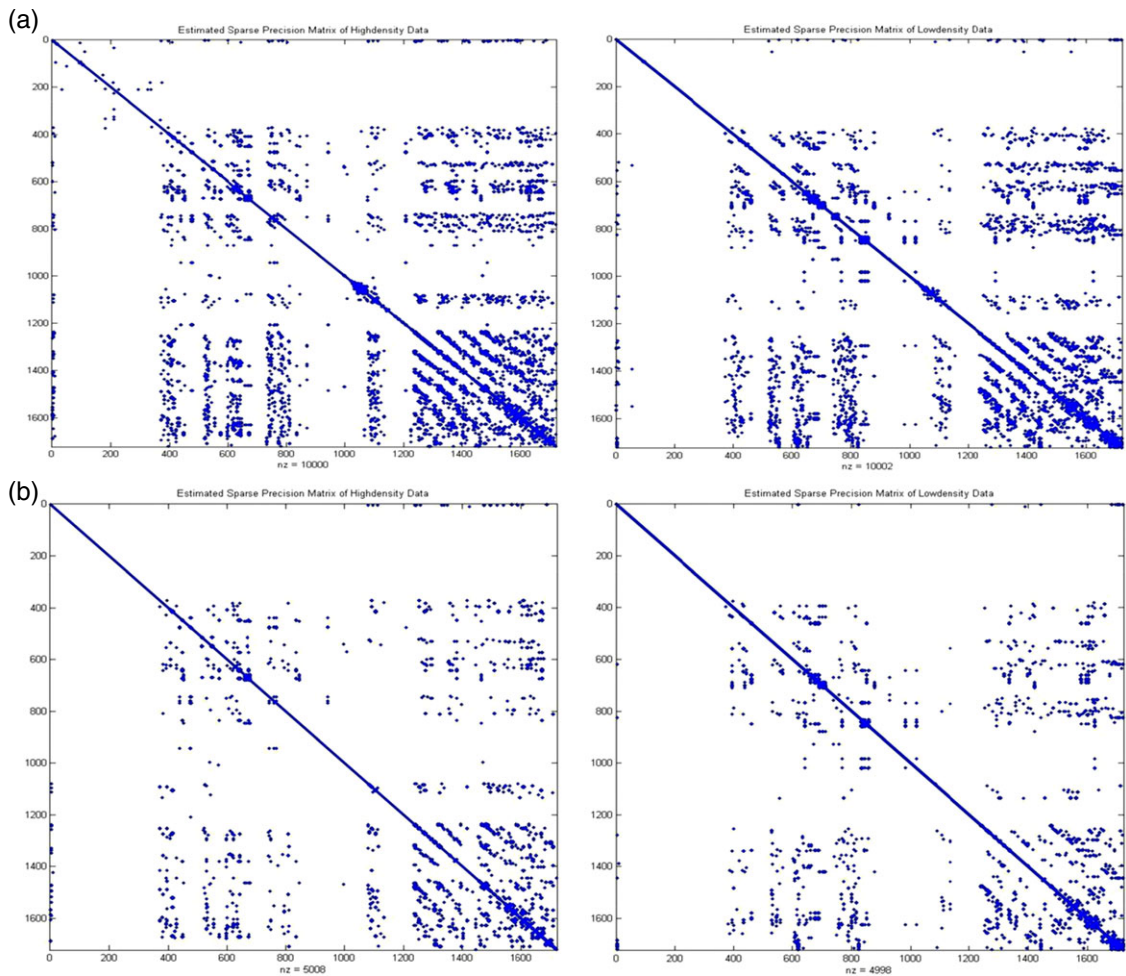 (a)
Estimated Sparse Precision Matrix of Highdensity Data
0
200
400
600
800
1000
1200
1400
1600
0 200 400 600 800 1000 1200 1400 1600
nz = 10000
Estimated Sparse Precision Matrix of Lowdensity Data
0
200
400
600
800
1000
1200
1400
1600
0 200 400 600 800 1000 1200 1400 1600
nz = 10002
(b)
Estimated Sparse Precision Matrix of Highdensity Data
0
200
400
600
800
1000
1200
1400
1600
0 200 400 600 800 1000 1200 1400 1600
nz = 5008
Estimated Sparse Precision Matrix of Lowdensity Data
0
200
400
600
800
1000
1200
1400
1600
0 200 400 600 800 1000 1200 1400 1600
nz = 4998